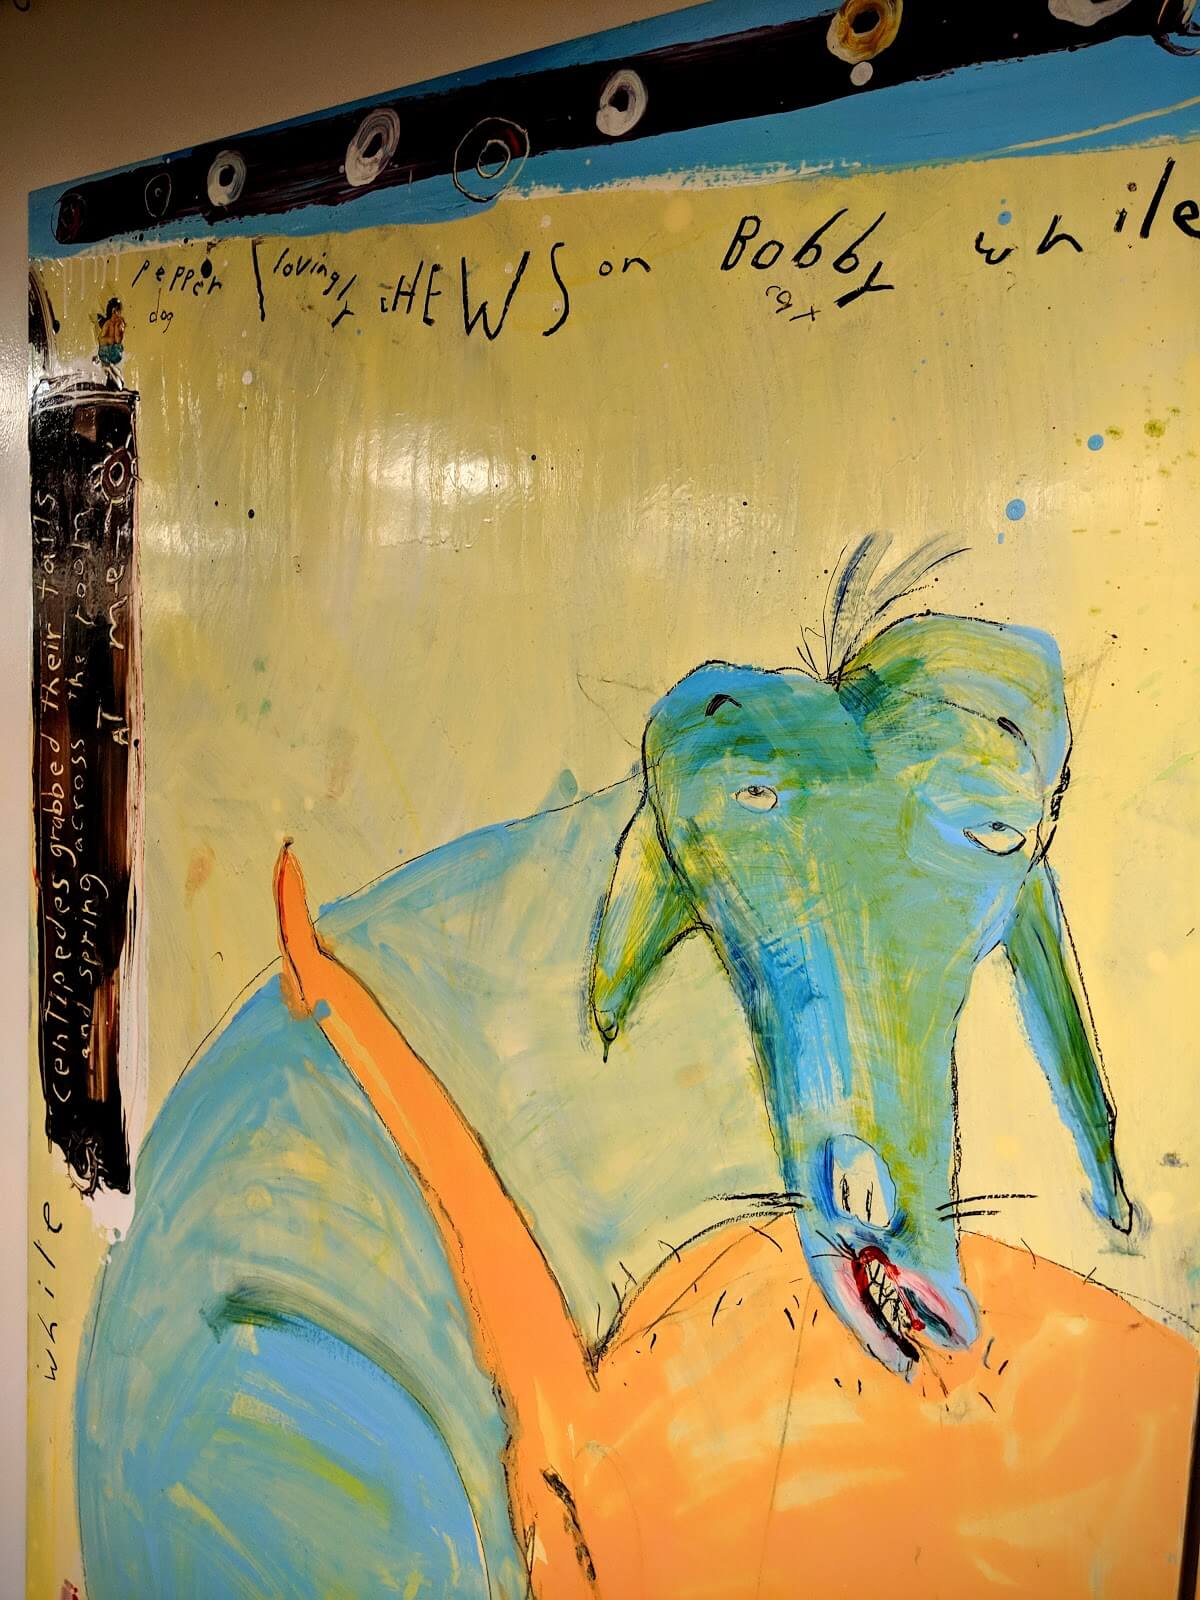 pepper lovingly cHEWS on Bobby while
dog
cat
while
centipedes grabbed their tails
and spring across the room
AT me